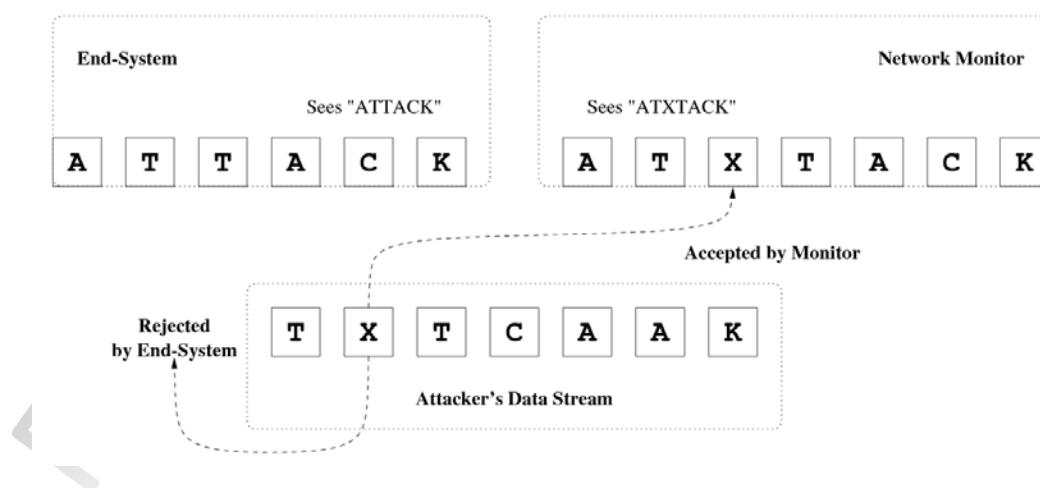 End-System
Network Monitor
Sees "ATTACK"
Sees "ATXTACK"
A T T A C K
A T X T A C K
Accepted by Monitor
Rejected
by End-System
T X T C A A K
Attacker's Data Stream